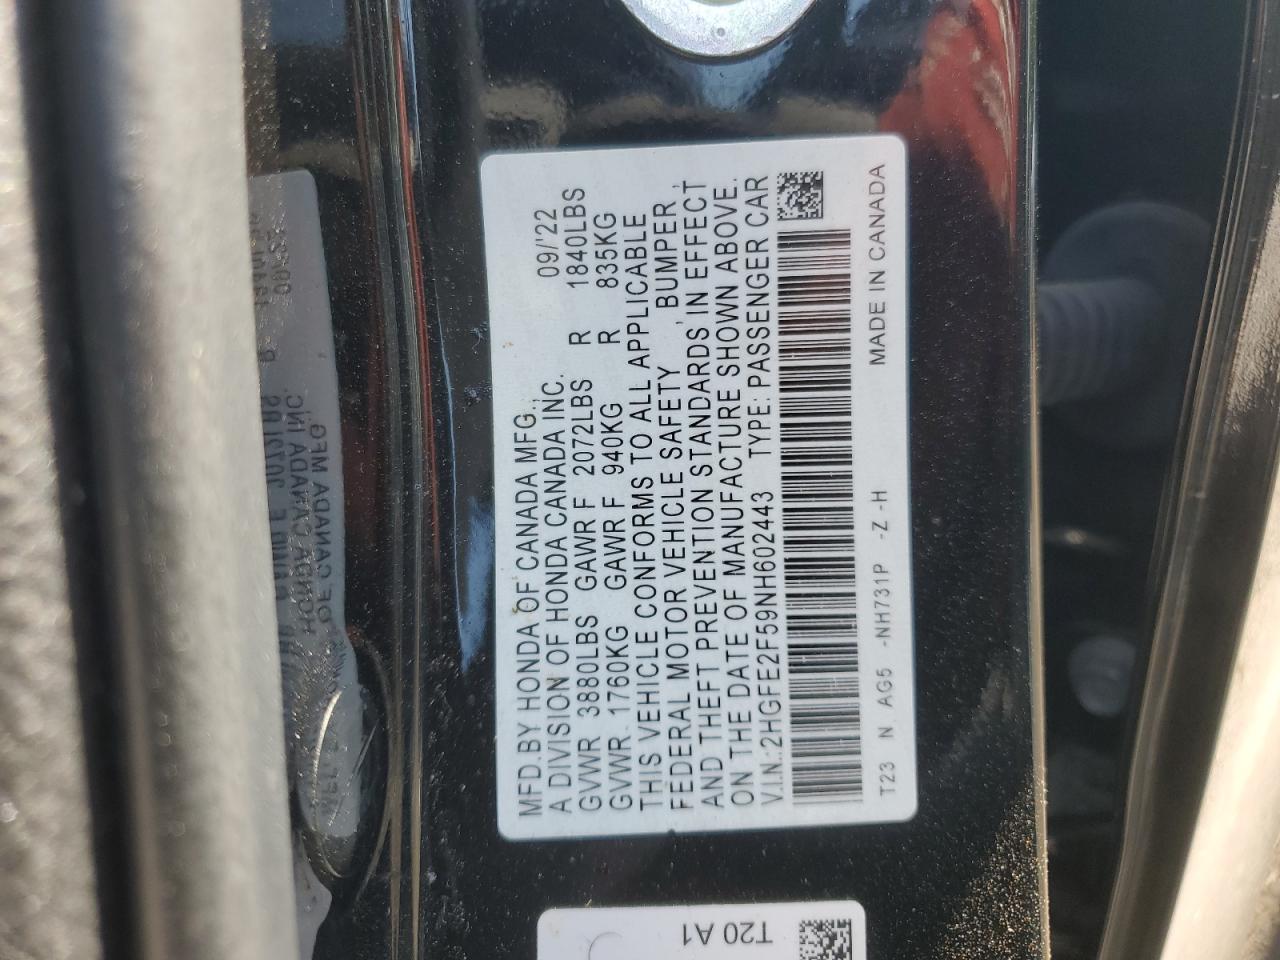 MFD.BY HONDA OF CANADA MFG.,
A DIVISION OF HONDA CANADA INC. 09/'22
GVWR 3880LBS GAWR F 2072LBS R 1840LBS
GVWR 1760KG GAWR F 940KG R 835KG
THIS VEHICLE CONFORMS TO ALL APPLICABLE
FEDERAL MOTOR VEHICLE SAFETY , BUMPER ,
AND THEFT PREVENTION STANDARDS IN EFFECT
ON THE DATE OF MANUFACTURE SHOWN ABOVE.
V.I.N.:2HGFE2F59NH602443 TYPE: PASSENGER CAR
T23 N AG5 -NH731P -Z -H MADE IN CANADA
T20 A1